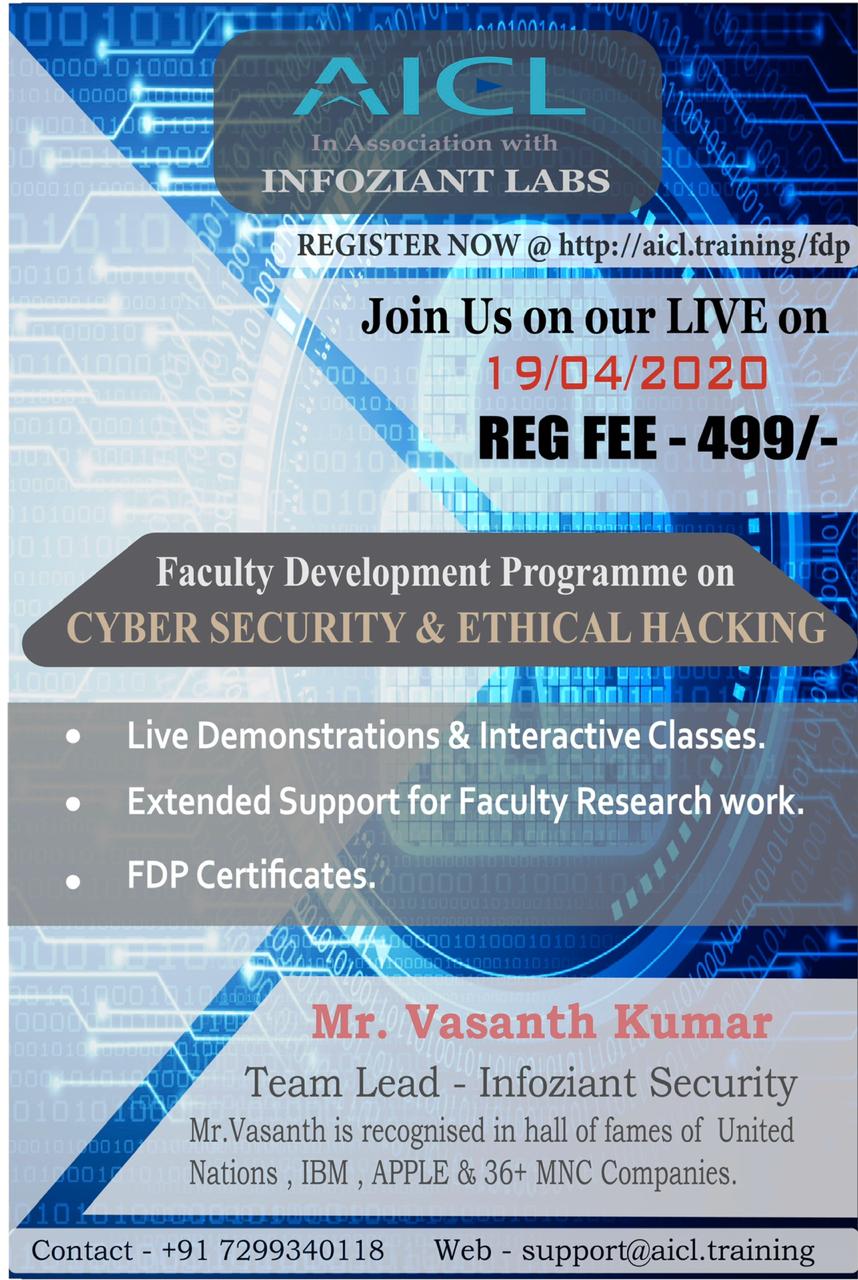 AICL
In Association with
INFOZIANT LABS
REGISTER NOW @ http://aicl.training/fdp
Join Us on our LIVE on
19/04/2020
REG FEE - 499/-
Faculty Development Programme on
CYBER SECURITY & ETHICAL HACKING
• Live Demonstrations & Interactive Classes.
• Extended Support for Faculty Research work.
• FDP Certificates.
Mr. Vasanth Kumar
Team Lead - Infoziant Security
Mr.Vasanth is recognised in hall of fames of United
Nations , IBM , APPLE & 36+ MNC Companies.
Contact - +91 7299340118 Web - support@aicl.training